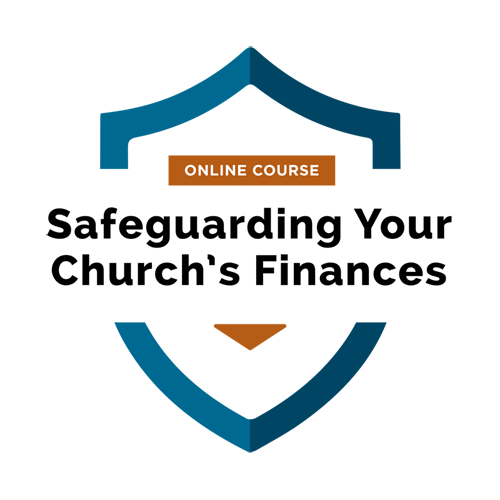 ONLINE COURSE
Safeguarding Your
Church’s Finances